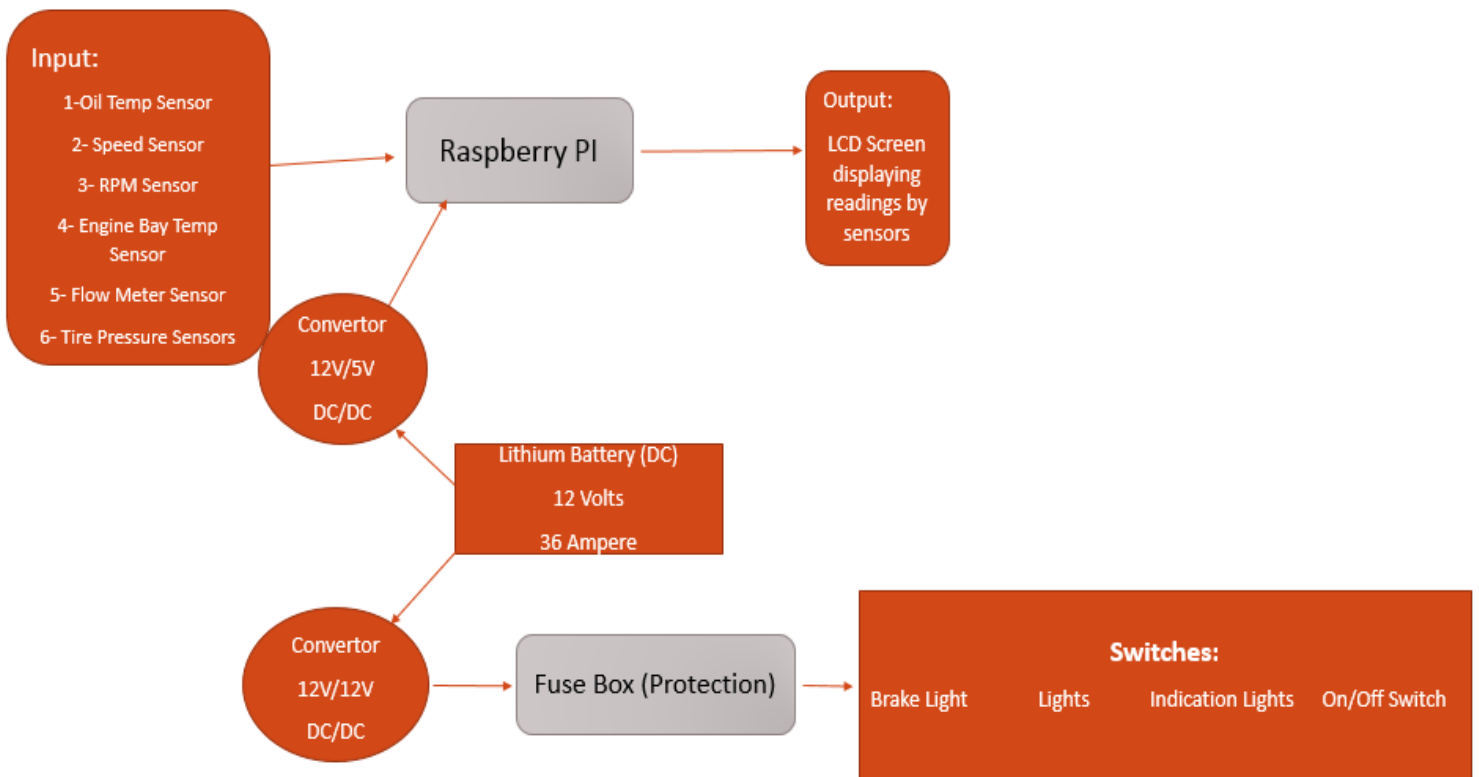 Input:
1-Oil Temp Sensor
2- Speed Sensor
3- RPM Sensor
4- Engine Bay Temp
Sensor
5- Flow Meter Sensor
6- Tire Pressure Sensors
Raspberry PI
Output:
LCD Screen
displaying
readings by
sensors
Convertor
12V/5V
DC/DC
Lithium Battery (DC)
12 Volts
36 Ampere
Convertor
12V/12V
DC/DC
Fuse Box (Protection)
Switches:
Brake Light Lights Indication Lights On/Off Switch